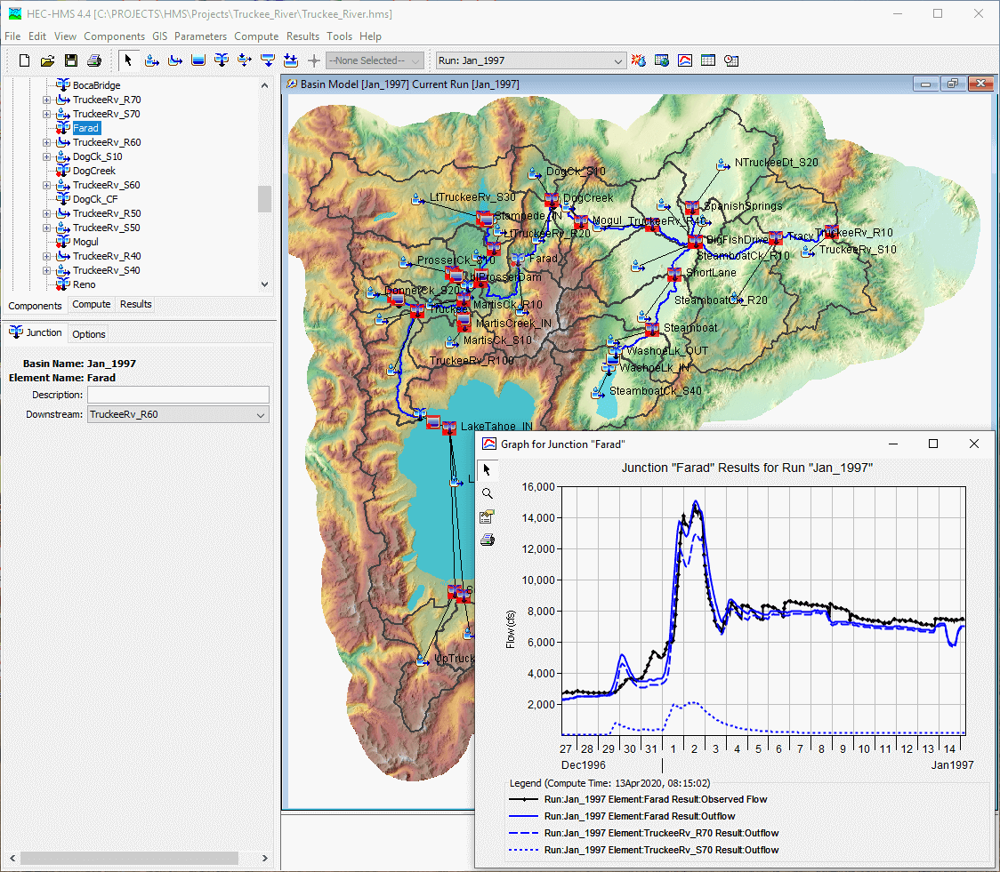 HEC-HMS 4.4 [C:\PROJECTS\HMS\Projects\Truckee_River\Truckee_River.hms]
File Edit View Components GIS Parameters Compute Results Tools Help
--None Selected--
Run: Jan_1997
BocaBridge
TruckeeRv_R70
TruckeeRv_S70
Farad
TruckeeRv_R60
DogCk_S10
DogCreek
TruckeeRv_S60
DogCk_CF
TruckeeRv_R50
TruckeeRv_S50
Mogul
TruckeeRv_R40
TruckeeRv_S40
Reno
Components Compute Results
Junction Options
Basin Name: Jan_1997
Element Name: Farad
Description:
Downstream: TruckeeRv_R60
Basin Model [Jan_1997] Current Run [Jan_1997]
DogCk_S10
NTruckeeDt_S20
LtTruckeeRv_S30
DogCreek
SpanishSprings
Stampede_IN
Mogul
TruckeeRv_R40
LtTruckeeRv_R20
BigFishDrive
Tracy
TruckeeRv_R10
SteamboatCk_R10
TruckeeRv_S10
ProsserCk_S10
Farad
ProsserDam
ShortLane
DonnerCk_S20
SteamboatCk_R20
Truckee
MartisCk_R10
MartisCreek_IN
Steamboat
MartisCk_S10
WashoeLk_OUT
TruckeeRv_R100
WashoeLk_IN
SteamboatCk_S40
LakeTahoe_IN
UpTruck
Graph for Junction "Farad"
Junction "Farad" Results for Run "Jan_1997"
Flow (cfs)
16,000
14,000
12,000
10,000
8,000
6,000
4,000
2,000
27 28 29 30 31 1 2 3 4 5 6 7 8 9 10 11 12 13 14
Dec1996 Jan1997
Legend (Compute Time: 13Apr2020, 08:15:02)
Run:Jan_1997 Element:Farad Result:Observed Flow
Run:Jan_1997 Element:Farad Result:Outflow
Run:Jan_1997 Element:TruckeeRv_R70 Result:Outflow
Run:Jan_1997 Element:TruckeeRv_S70 Result:Outflow